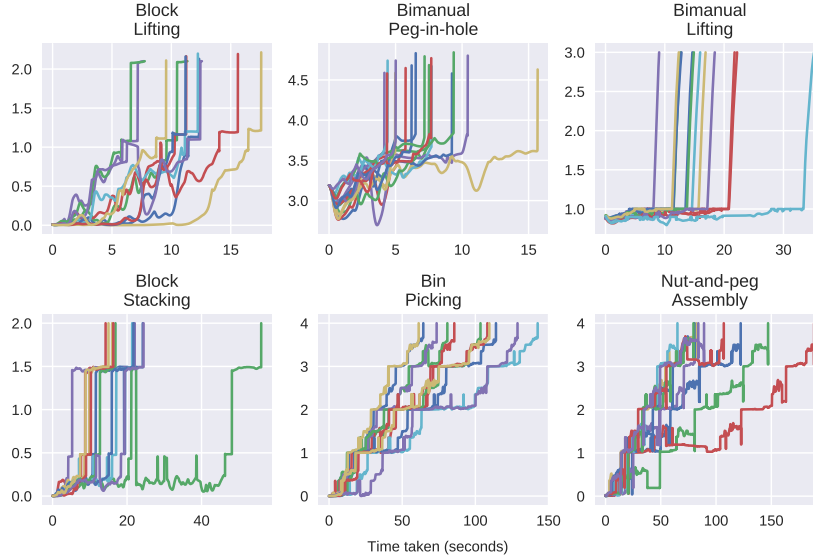 Block
Lifting
Bimanual
Peg-in-hole
Bimanual
Lifting
2.0
1.5
1.0
0.5
0.0
0 5 10 15
4.5
4.0
3.5
3.0
0 5 10 15
3.0
2.5
2.0
1.5
1.0
0 10 20 30
Block
Stacking
Bin
Picking
Nut-and-peg
Assembly
2.0
1.5
1.0
0.5
0.0
0 20 40
4
3
2
1
0
0 50 100 150
4
3
2
1
0
0 50 100 150
Time taken (seconds)